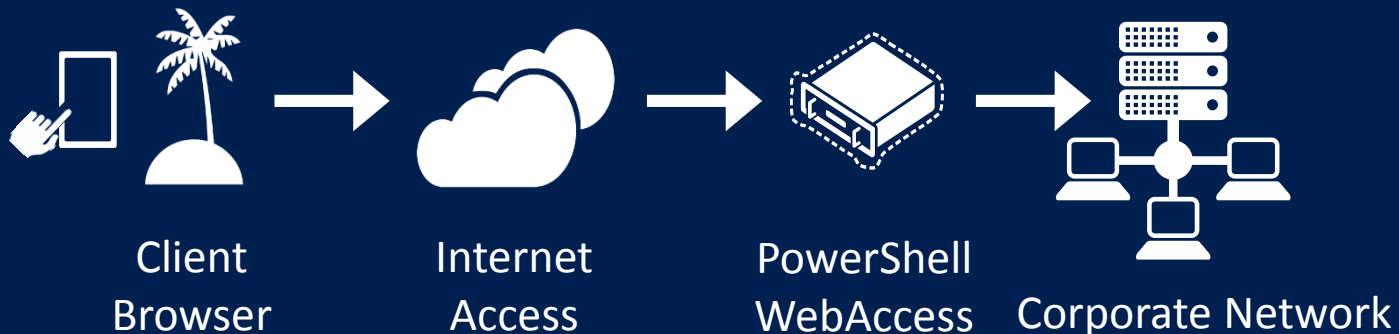 Client
Browser
Internet
Access
PowerShell
WebAccess
Corporate Network